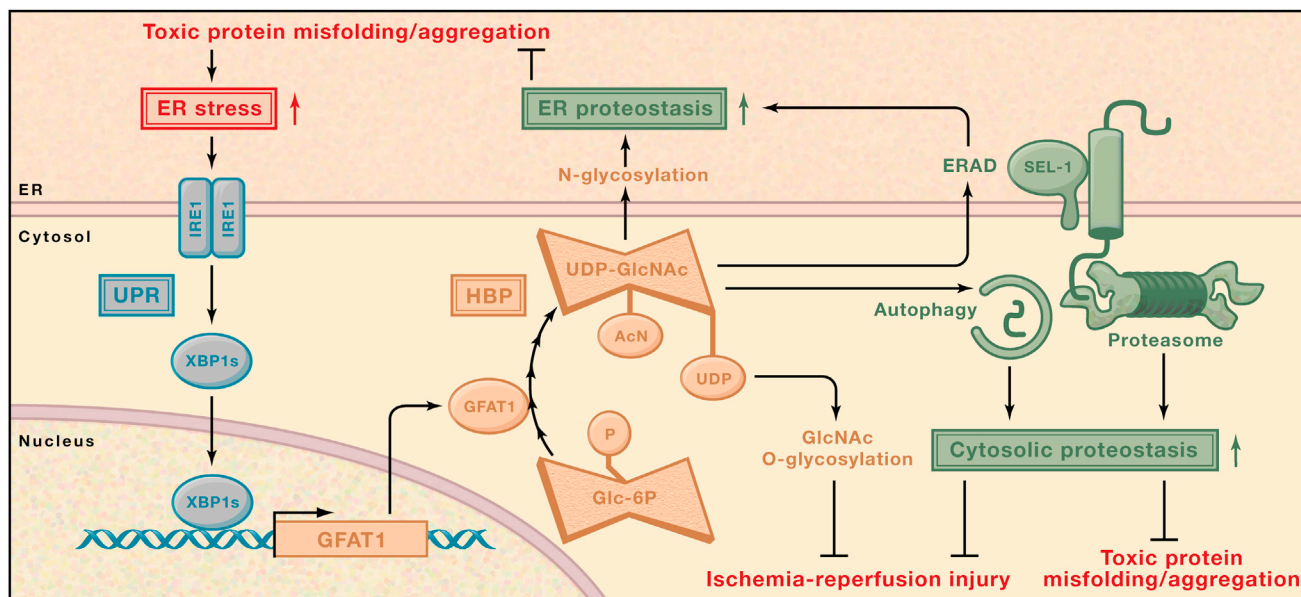 Toxic protein misfolding/aggregation
ER stress
ER proteostasis
N-glycosylation
ERAD
SEL-1
ER
IRE1
IRE1
Cytosol
UPR
HBP
UDP-GlcNAc
AcN
UDP
Autophagy
Proteasome
XBP1s
GFAT1
P
Glc-6P
GlcNAc
O-glycosylation
Cytosolic proteostasis
Nucleus
XBP1s
GFAT1
Ischemia-reperfusion injury
Toxic protein
misfolding/aggregation